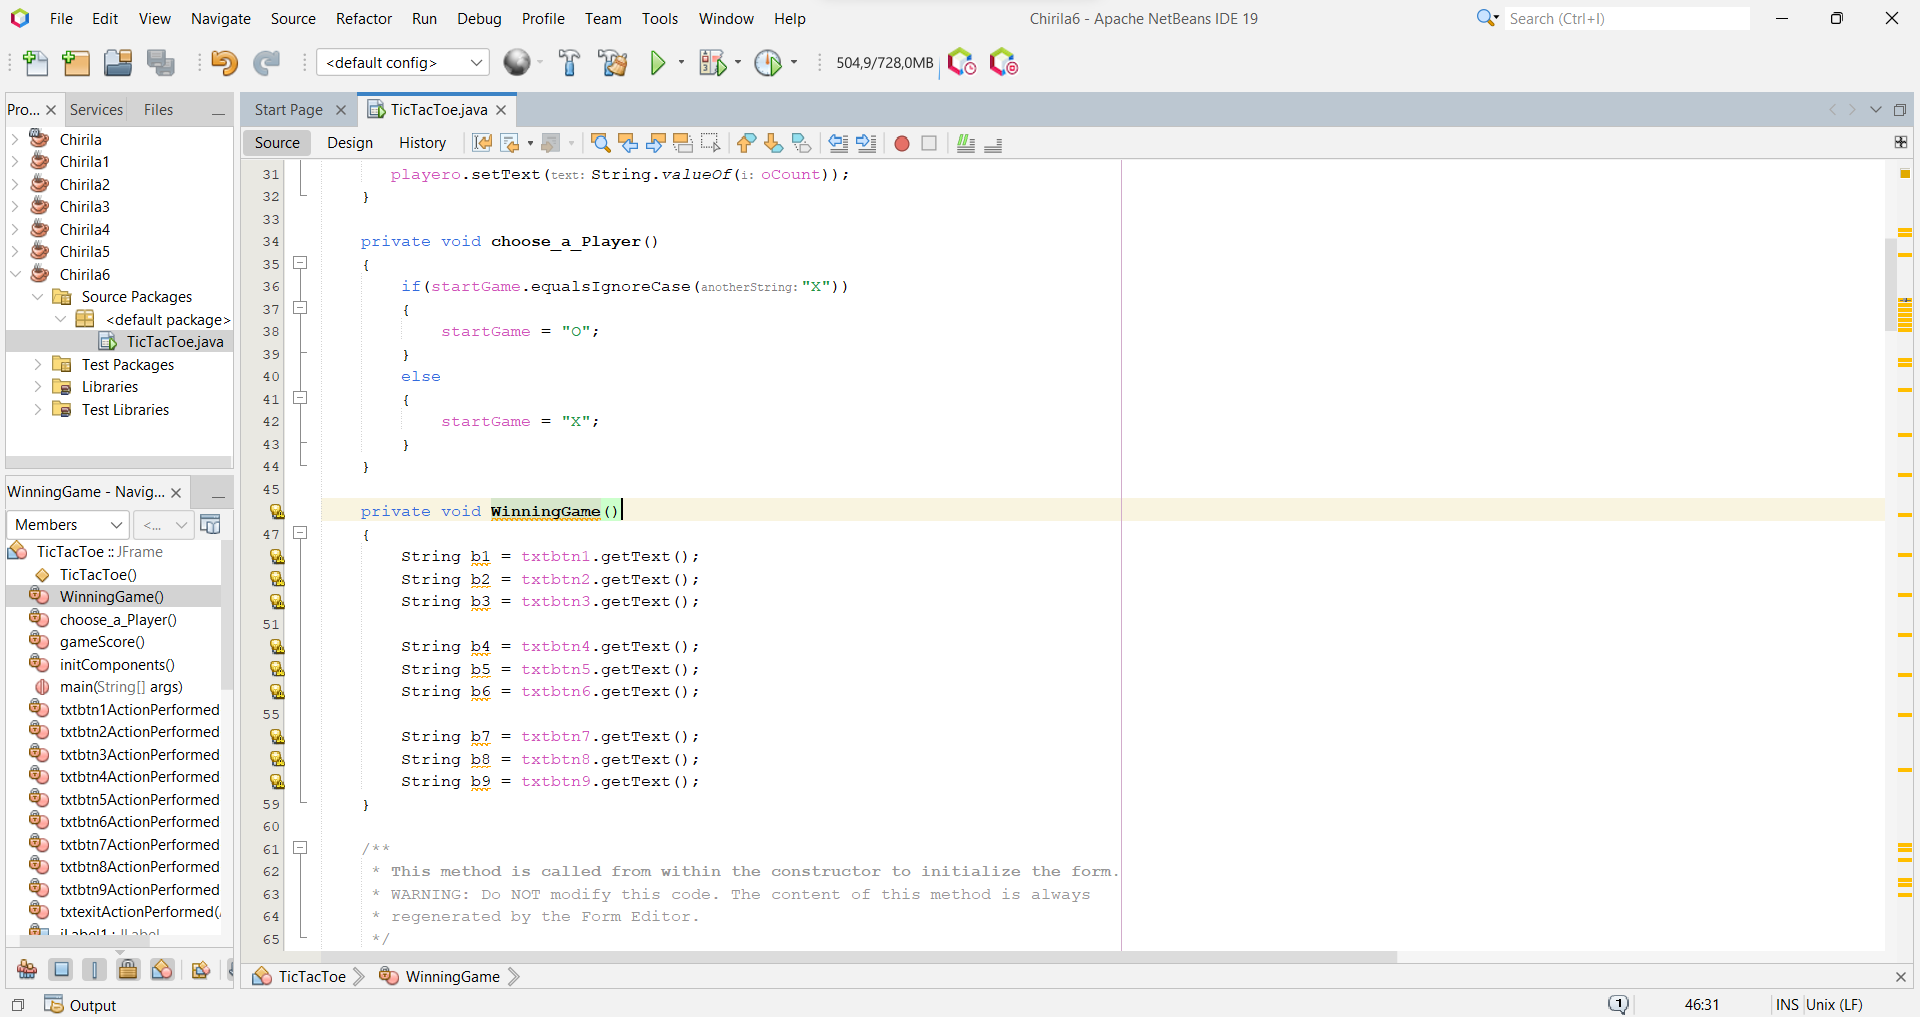 File Edit View Navigate Source Refactor Run Debug Profile Team Tools Window Help
Chirila6 - Apache NetBeans IDE 19
Search (Ctrl+I)
<default config>
504,9/728,0MB
Pro...
Services
Files
Start Page
TicTacToe.java
Source
Design
History
Chirila
Chirila1
Chirila2
Chirila3
Chirila4
Chirila5
Chirila6
Source Packages
<default package>
TicTacToe.java
Test Packages
Libraries
Test Libraries
WinningGame - Navig...
Members
<...
TicTacToe :: JFrame
TicTacToe()
WinningGame()
choose_a_Player()
gameScore()
initComponents()
main(String[] args)
txtbtn1ActionPerformed
txtbtn2ActionPerformed
txtbtn3ActionPerformed
txtbtn4ActionPerformed
txtbtn5ActionPerformed
txtbtn6ActionPerformed
txtbtn7ActionPerformed
txtbtn8ActionPerformed
txtbtn9ActionPerformed
txtexitActionPerformed(
jLabel1 : JLabel
31 playero.setText(text: String.valueOf(i: oCount));
32 }
33
34 private void choose_a_Player()
35 {
36 if(startGame.equalsIgnoreCase(anotherString: "X"))
37 {
38 startGame = "O";
39 }
40 else
41 {
42 startGame = "X";
43 }
44 }
45
private void WinningGame()
47 {
String b1 = txtbtn1.getText();
String b2 = txtbtn2.getText();
String b3 = txtbtn3.getText();
51
String b4 = txtbtn4.getText();
String b5 = txtbtn5.getText();
String b6 = txtbtn6.getText();
55
String b7 = txtbtn7.getText();
String b8 = txtbtn8.getText();
String b9 = txtbtn9.getText();
59 }
60
61 /**
62 * This method is called from within the constructor to initialize the form.
63 * WARNING: Do NOT modify this code. The content of this method is always
64 * regenerated by the Form Editor.
65 */
TicTacToe
WinningGame
Output
1
46:31
INS
Unix (LF)